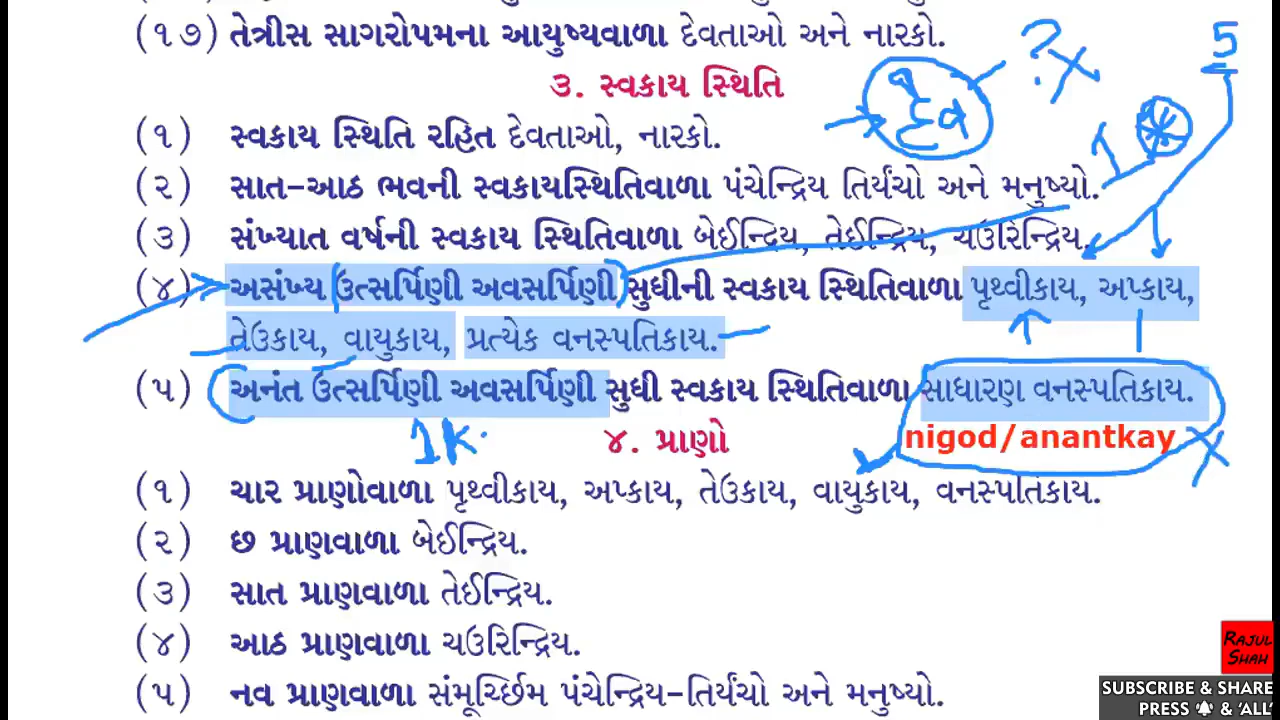 (૧૭) તેત્રીસ સાગરોપમના આયુષ્યવાળા દેવતાઓ અને નારકો.
૩. સ્વકાય સ્થિતિ
(૧) સ્વકાય સ્થિતિ રહિત દેવતાઓ, નારકો.
(૨) સાત-આઠ ભવની સ્વકાયસ્થિતિવાળા પંચેન્દ્રિય તિર્યંચો અને મનુષ્યો.
(૩) સંખ્યાત વર્ષની સ્વકાય સ્થિતિવાળા બેઈન્દ્રિય, તેઈન્દ્રિય, ચઉરિન્દ્રિય.
(૪) અસંખ્ય ઉત્સર્પિણી અવસર્પિણી સુધીની સ્વકાય સ્થિતિવાળા પૃથ્વીકાય, અપ્કાય,
તેઉકાય, વાયુકાય, પ્રત્યેક વનસ્પતિકાય.
(૫) અનંત ઉત્સર્પિણી અવસર્પિણી સુધી સ્વકાય સ્થિતિવાળા સાધારણ વનસ્પતિકાય.
nigod/anantkay
1K.
5
?
૪. પ્રાણો
(૧) ચાર પ્રાણોવાળા પૃથ્વીકાય, અપ્કાય, તેઉકાય, વાયુકાય, વનસ્પતિકાય.
(૨) છ પ્રાણવાળા બેઈન્દ્રિય.
(૩) સાત પ્રાણવાળા તેઈન્દ્રિય.
(૪) આઠ પ્રાણવાળા ચઉરિન્દ્રિય.
(૫) નવ પ્રાણવાળા સંમૂર્ચ્છિમ પંચેન્દ્રિય-તિર્યંચો અને મનુષ્યો.
RAJUL
SHAH
SUBSCRIBE & SHARE
PRESS & 'ALL'